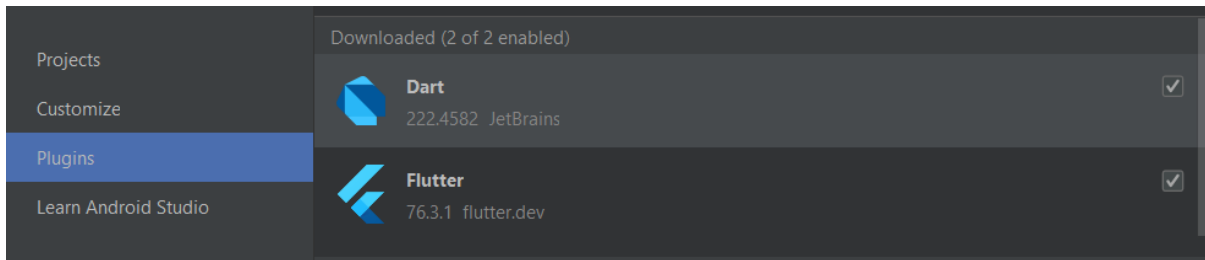 Projects
Customize
Plugins
Learn Android Studio
Downloaded (2 of 2 enabled)
Dart
222.4582 JetBrains
Flutter
76.3.1 flutter.dev